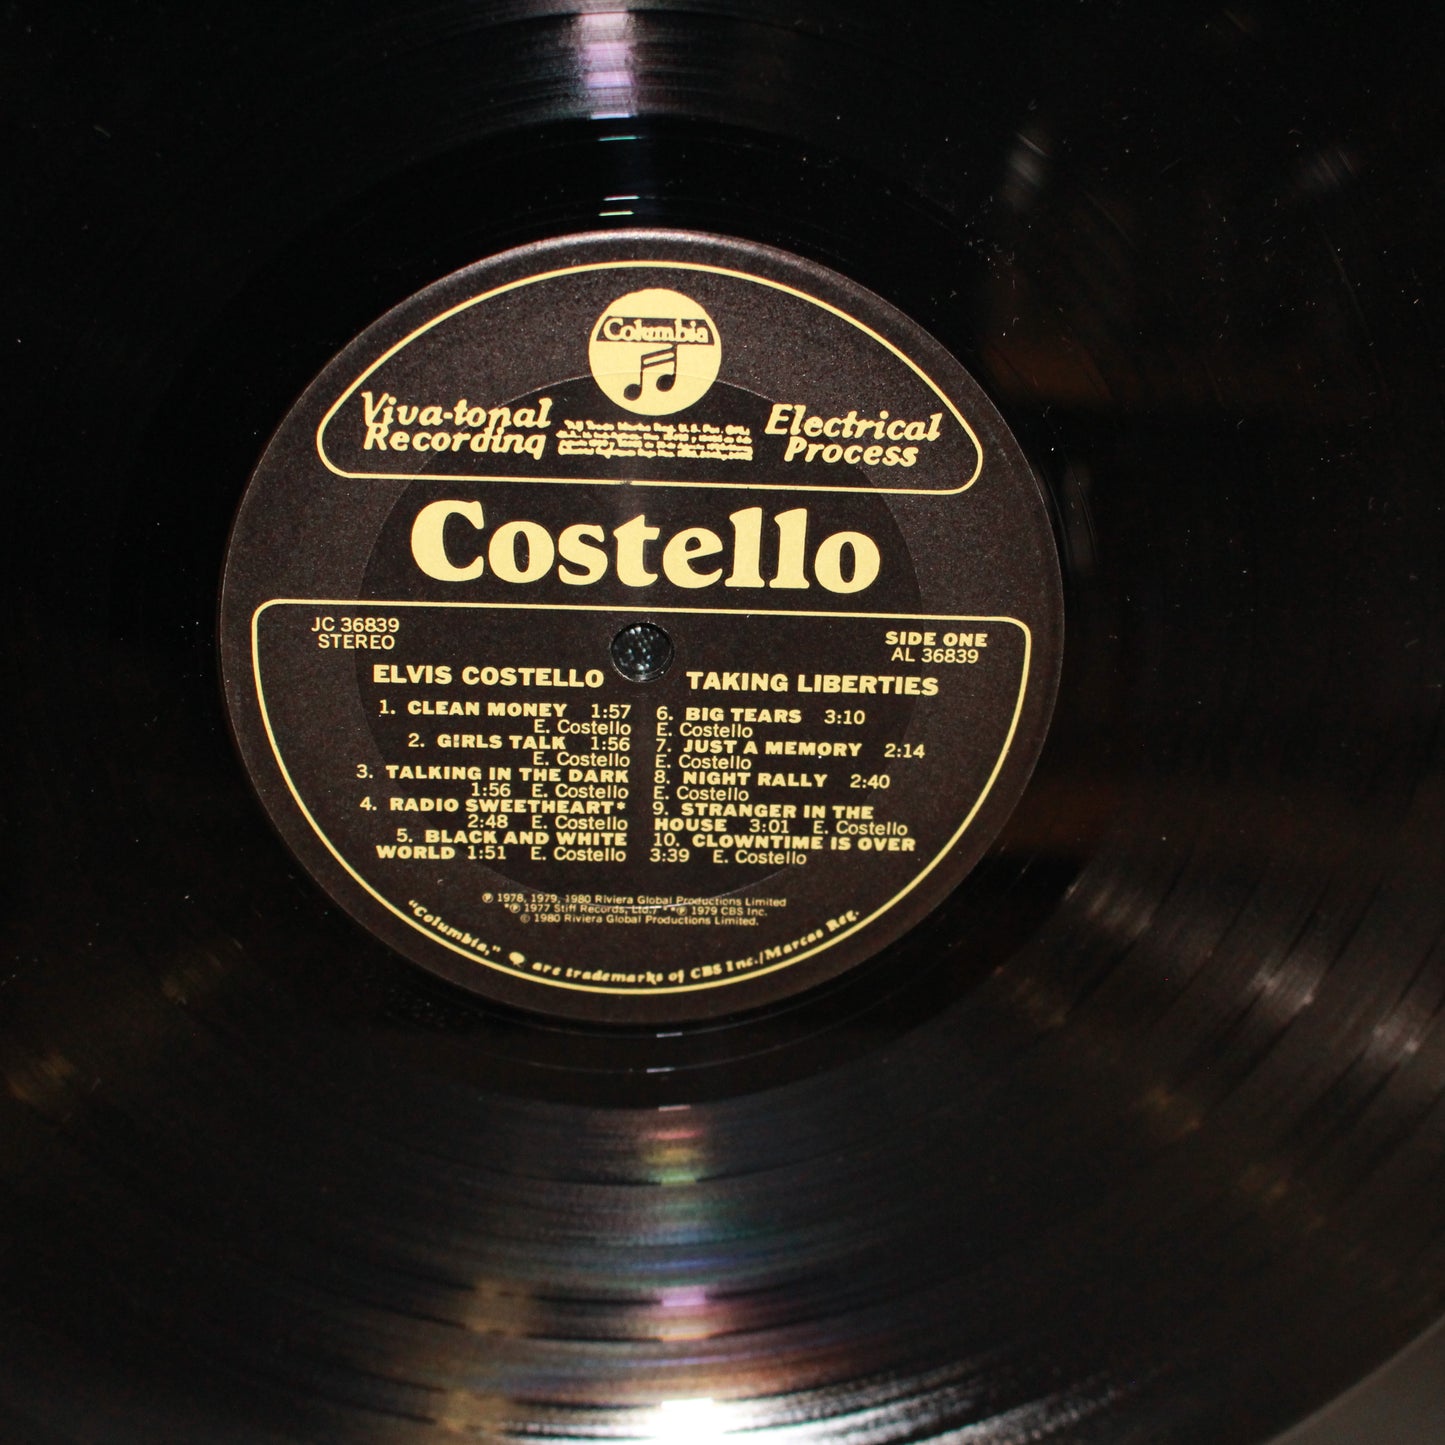 Columbia
Viva-tonal
Recording
Electrical
Process
Costello
JC 36839
STEREO
SIDE ONE
AL 36839
ELVIS COSTELLO
TAKING LIBERTIES
1. CLEAN MONEY 1:57
E. Costello
2. GIRLS TALK 1:56
E. Costello
3. TALKING IN THE DARK
1:56 E. Costello
4. RADIO SWEETHEART*
2:48 E. Costello
5. BLACK AND WHITE
WORLD 1:51 E. Costello
6. BIG TEARS 3:10
E. Costello
7. JUST A MEMORY 2:14
E. Costello
8. NIGHT RALLY 2:40
E. Costello
9. STRANGER IN THE
HOUSE 3:01 E. Costello
10. CLOWNTIME IS OVER
3:39 E. Costello
℗ 1978, 1979, 1980 Riviera Global Productions Limited
*℗ 1977 Stiff Records, Ltd./ **℗ 1979 CBS Inc.
© 1980 Riviera Global Productions Limited.
"Columbia," are trademarks of CBS Inc./Marcas Reg.